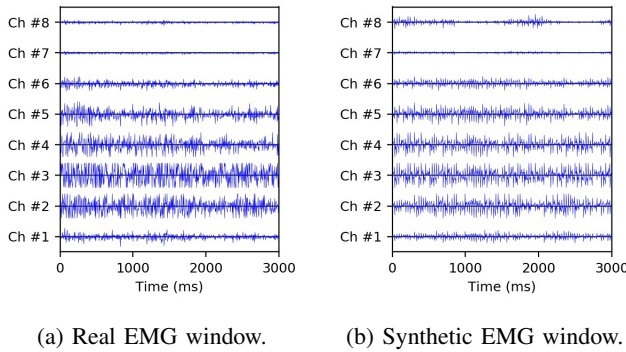 Ch #8
Ch #7
Ch #6
Ch #5
Ch #4
Ch #3
Ch #2
Ch #1
0 1000 2000 3000
Time (ms)
(a) Real EMG window.
Ch #8
Ch #7
Ch #6
Ch #5
Ch #4
Ch #3
Ch #2
Ch #1
0 1000 2000 3000
Time (ms)
(b) Synthetic EMG window.